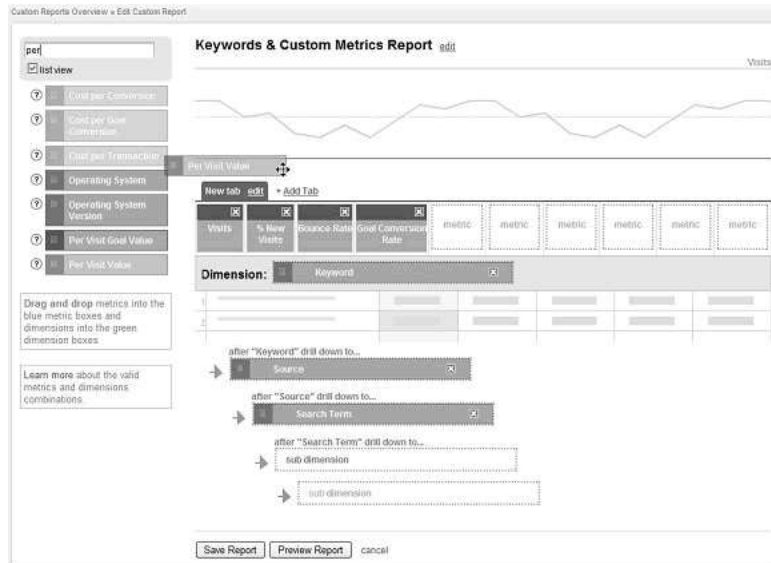 Custom Reports Overview » Edit Custom Report
per
list view
Cost per Conversion
Cost per Goal
Conversion
Cost per Transaction
Operating System
Operating System
Version
Per Visit Goal Value
Per Visit Value
Drag and drop metrics into the
blue metric boxes and
dimensions into the green
dimension boxes
Learn more about the valid
metrics and dimensions
combinations.
Keywords & Custom Metrics Report edit
Visits
Per Visit Value
New tab edit + Add Tab
Visits
% New
Visits
Bounce Rate
Goal Conversion
Rate
metric
metric
metric
metric
metric
metric
Dimension: Keyword
after "Keyword" drill down to...
Source
after "Source" drill down to...
Search Term
after "Search Term" drill down to...
sub dimension
sub dimension
Save Report Preview Report cancel